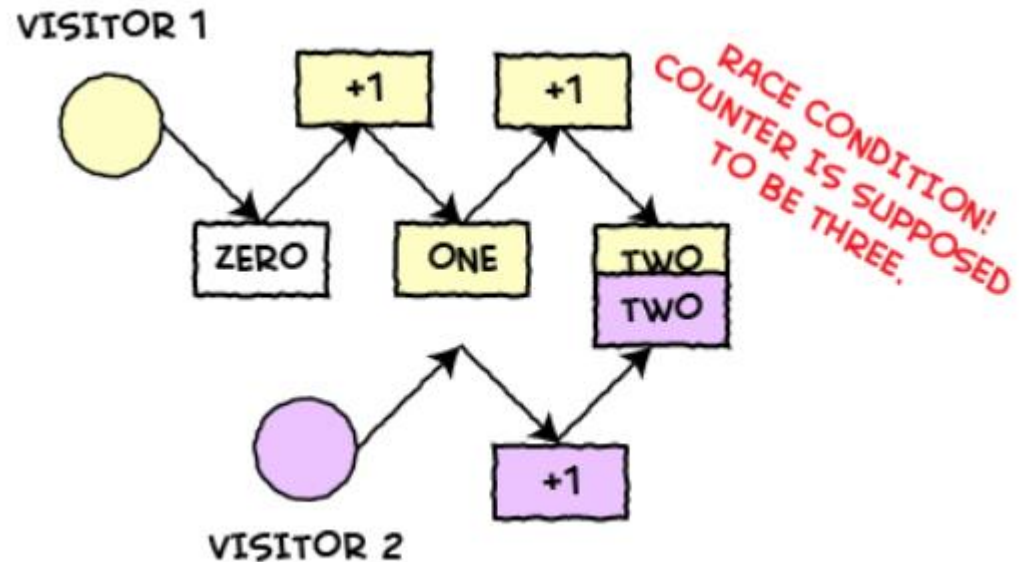 VISITOR 1
+1
+1
RACE CONDITION!
COUNTER IS SUPPOSED
TO BE THREE.
ZERO
ONE
TWO
TWO
+1
VISITOR 2